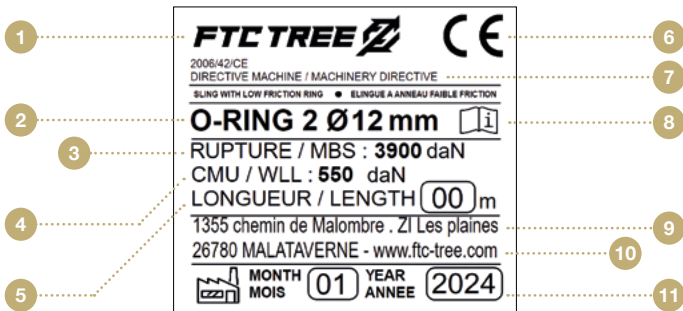 1
FTC TREE
CE
6
2006/42/CE
DIRECTIVE MACHINE / MACHINERY DIRECTIVE
7
SLING WITH LOW FRICTION RING ● ELINGUE A ANNEAU FAIBLE FRICTION
2
O-RING 2 Ø12 mm
i
8
3
RUPTURE / MBS : 3900 daN
4
CMU / WLL : 550 daN
5
LONGUEUR / LENGTH 00 m
1355 chemin de Malombre . ZI Les plaines
9
26780 MALATAVERNE - www.ftc-tree.com
10
MONTH MOIS 01 YEAR ANNEE 2024
11